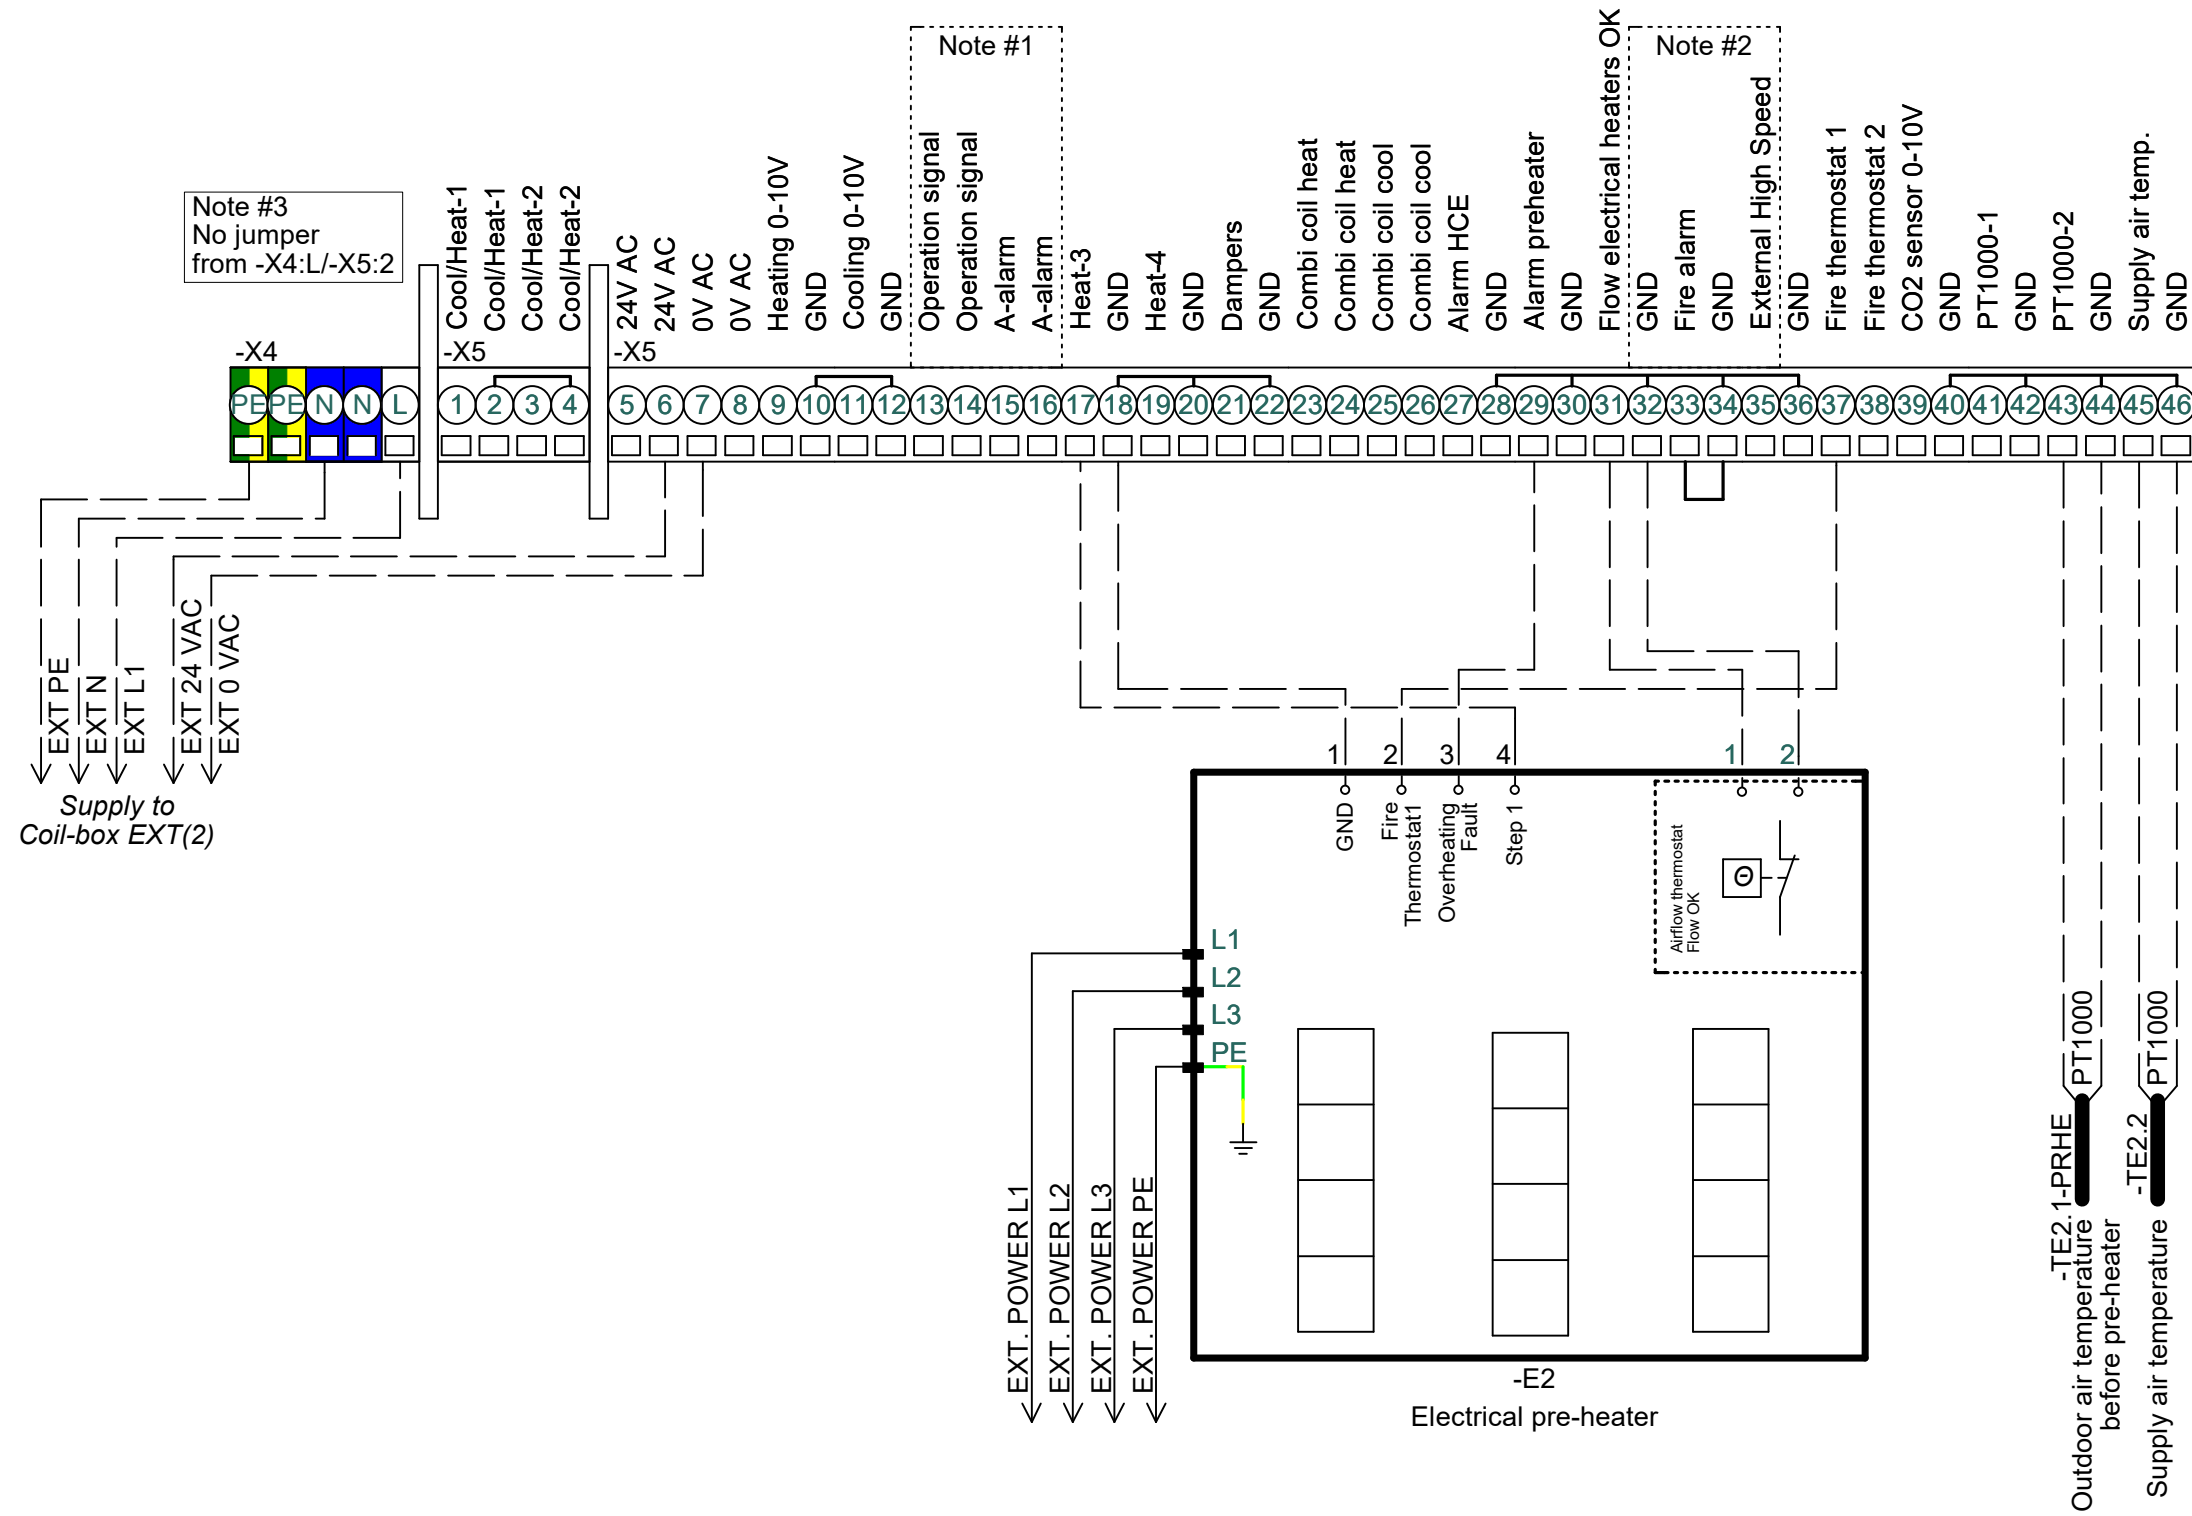 Note #1
Note #2
Note #3
No jumper
from -X4:L/-X5:2
Cool/Heat-1
Cool/Heat-1
Cool/Heat-2
Cool/Heat-2
24V AC
24V AC
0V AC
0V AC
Heating 0-10V
GND
Cooling 0-10V
GND
Operation signal
Operation signal
A-alarm
A-alarm
Heat-3
GND
Heat-4
GND
Dampers
GND
Combi coil heat
Combi coil heat
Combi coil cool
Combi coil cool
Alarm HCE
GND
Alarm preheater
GND
Flow electrical heaters OK
GND
Fire alarm
GND
External High Speed
GND
Fire thermostat 1
Fire thermostat 2
CO2 sensor 0-10V
GND
PT1000-1
GND
PT1000-2
GND
Supply air temp.
GND
-X4 -X5 -X5
PE PE N N L 1 2 3 4 5 6 7 8 9 10 11 12 13 14 15 16 17 18 19 20 21 22 23 24 25 26 27 28 29 30 31 32 33 34 35 36 37 38 39 40 41 42 43 44 45 46
EXT PE
EXT N
EXT L1
EXT 24 VAC
EXT 0 VAC
Supply to
Coil-box EXT(2)
1 2 3 4 1 2
GND
Fire
Thermostat1
Overheating
Fault
Step 1
Airflow thermostat
Flow OK
Θ
L1
L2
L3
PE
EXT. POWER L1
EXT. POWER L2
EXT. POWER L3
EXT. POWER PE
-E2
Electrical pre-heater
PT1000
PT1000
-TE2.1-PRHE
Outdoor air temperature
before pre-heater
-TE2.2
Supply air temperature